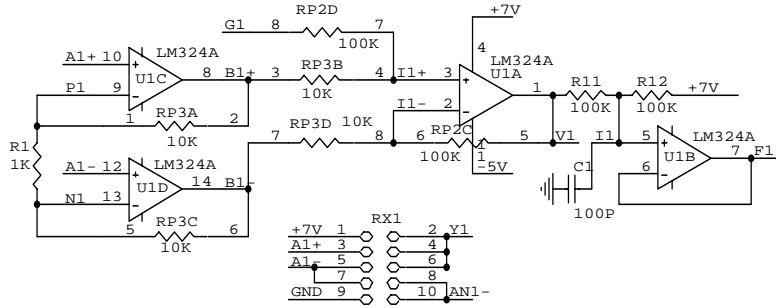 G1 8 RP2D 7 100K
+7V
4
A1+ 10 LM324A
U1C
P1 9
8 B1+ 3 RP3B 4 I1+ 3
10K
LM324A
U1A
1 R11 R12 +7V
100K 100K
1 RP3A 2
10K
I1- 2
R1
1K
7 RP3D 10K 8 6 RP2C 5 V1
100K
1
1
-5V
I1 5 LM324A
U1B
6
7 F1
C1
100P
A1- 12 LM324A
U1D
N1 13
14 B1-
5 RP3C 6
10K
RX1
+7V 1 2 Y1
A1+ 3 4
A1- 5 6
7 8
GND 9 10 AN1-